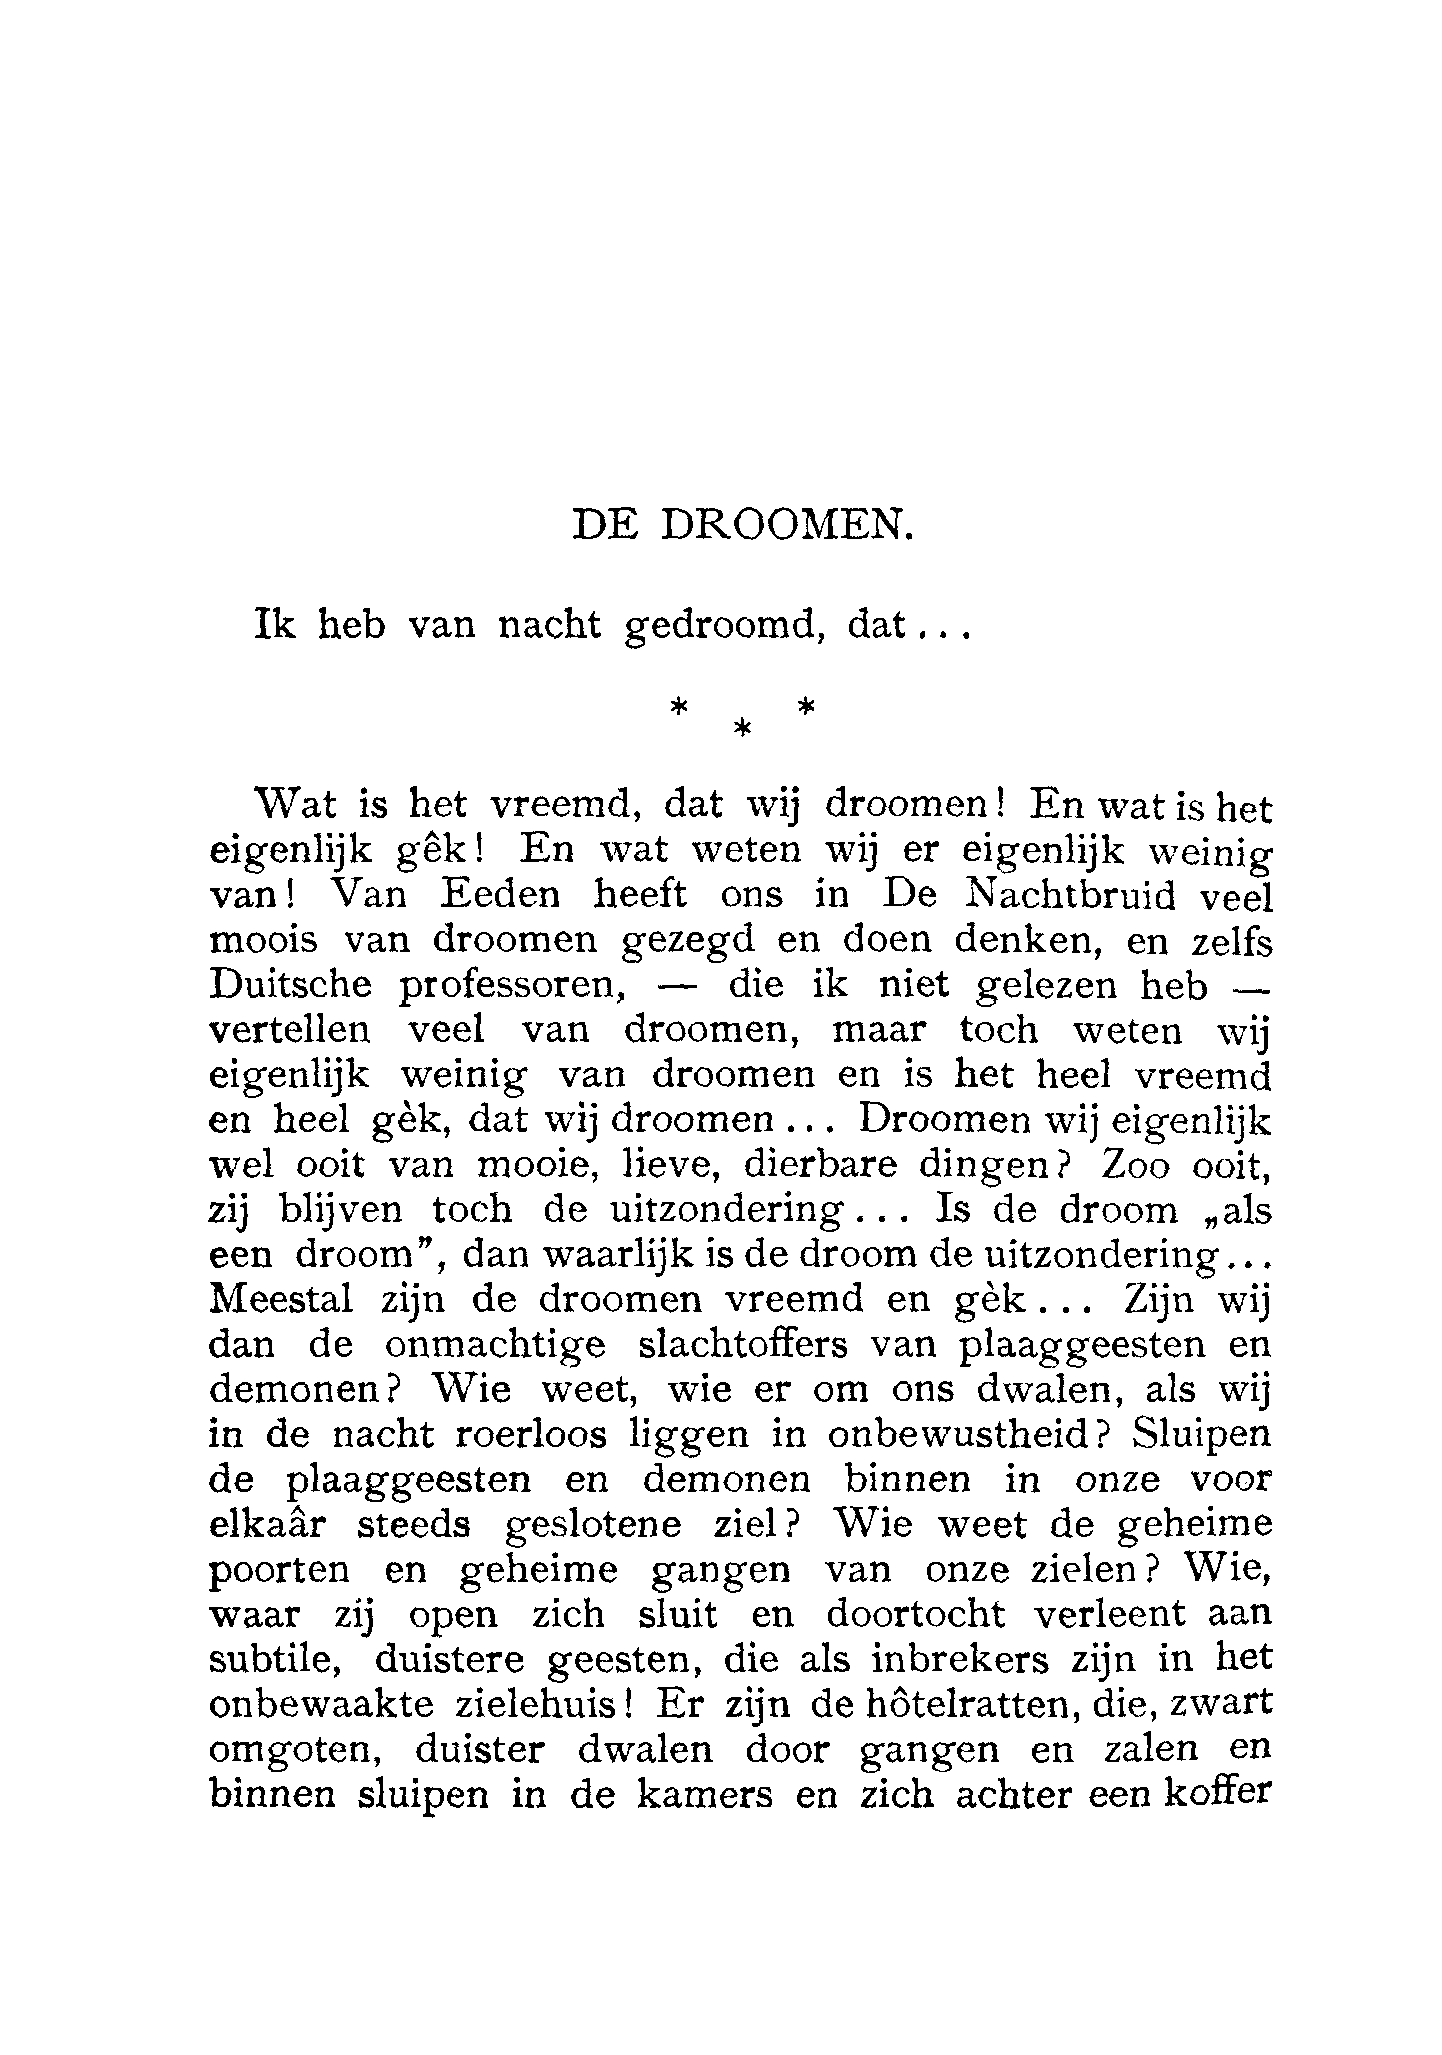 DE DROOMEN.
Ik heb van nacht gedroomd, dat...
* * *
Wat is het vreemd, dat wij droomen! En wat is het
eigenlijk gêk! En wat weten wij er eigenlijk weinig
van! Van Eeden heeft ons in De Nachtbruid veel
moois van droomen gezegd en doen denken, en zelfs
Duitsche professoren, — die ik niet gelezen heb —
vertellen veel van droomen, maar toch weten wij
eigenlijk weinig van droomen en is het heel vreemd
en heel gèk, dat wij droomen... Droomen wij eigenlijk
wel ooit van mooie, lieve, dierbare dingen? Zoo ooit,
zij blijven toch de uitzondering... Is de droom „als
een droom”, dan waarlijk is de droom de uitzondering...
Meestal zijn de droomen vreemd en gèk... Zijn wij
dan de onmachtige slachtoffers van plaaggeesten en
demonen? Wie weet, wie er om ons dwalen, als wij
in de nacht roerloos liggen in onbewustheid? Sluipen
de plaaggeesten en demonen binnen in onze voor
elkaâr steeds geslotene ziel? Wie weet de geheime
poorten en geheime gangen van onze zielen? Wie,
waar zij open zich sluit en doortocht verleent aan
subtile, duistere geesten, die als inbrekers zijn in het
onbewaakte zielehuis! Er zijn de hôtelratten, die, zwart
omgoten, duister dwalen door gangen en zalen en
binnen sluipen in de kamers en zich achter een koffer